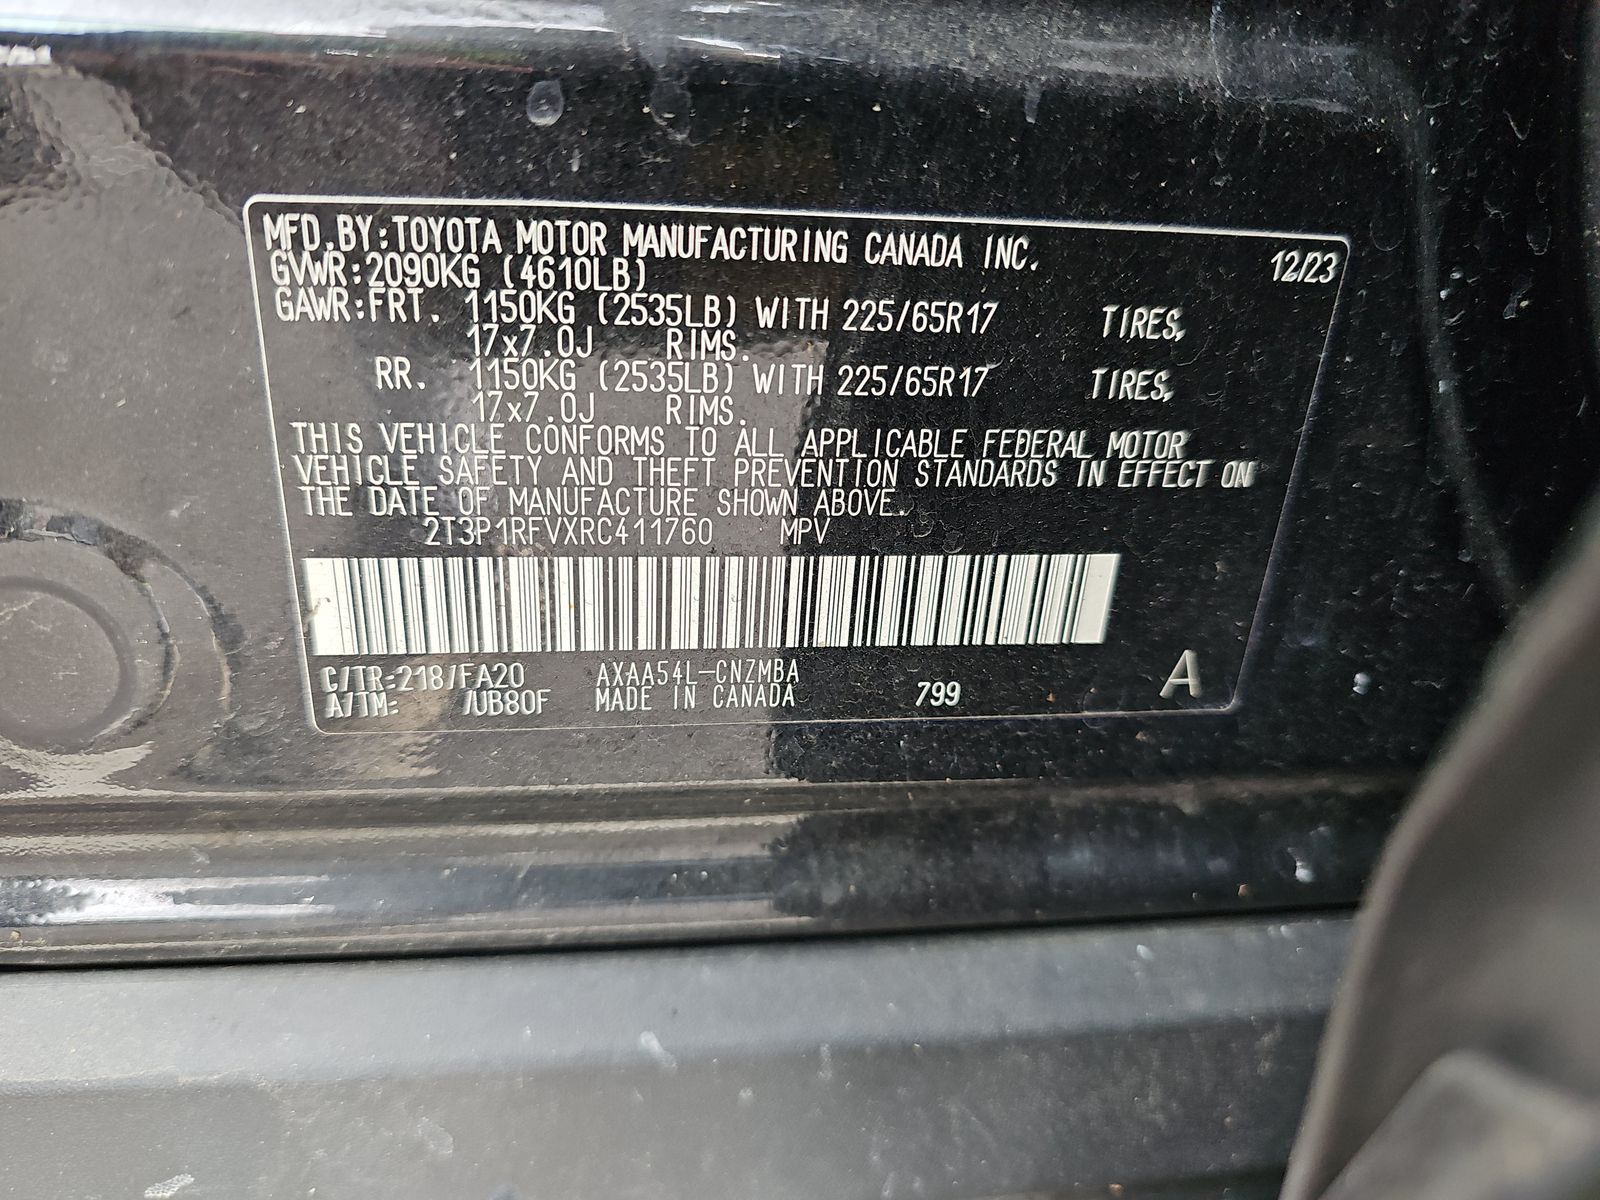 MFD.BY:TOYOTA MOTOR MANUFACTURING CANADA INC. 12/23
GVWR:2090KG (4610LB)
GAWR:FRT. 1150KG (2535LB) WITH 225/65R17 TIRES,
17x7.0J RIMS.
RR. 1150KG (2535LB) WITH 225/65R17 TIRES,
17x7.0J RIMS.
THIS VEHICLE CONFORMS TO ALL APPLICABLE FEDERAL MOTOR
VEHICLE SAFETY AND THEFT PREVENTION STANDARDS IN EFFECT ON
THE DATE OF MANUFACTURE SHOWN ABOVE.
2T3P1RFVXRC411760 MPV
C/TR:218/FA20 AXAA54L-CNZMBA
A/TM: /UB80F MADE IN CANADA 799 A